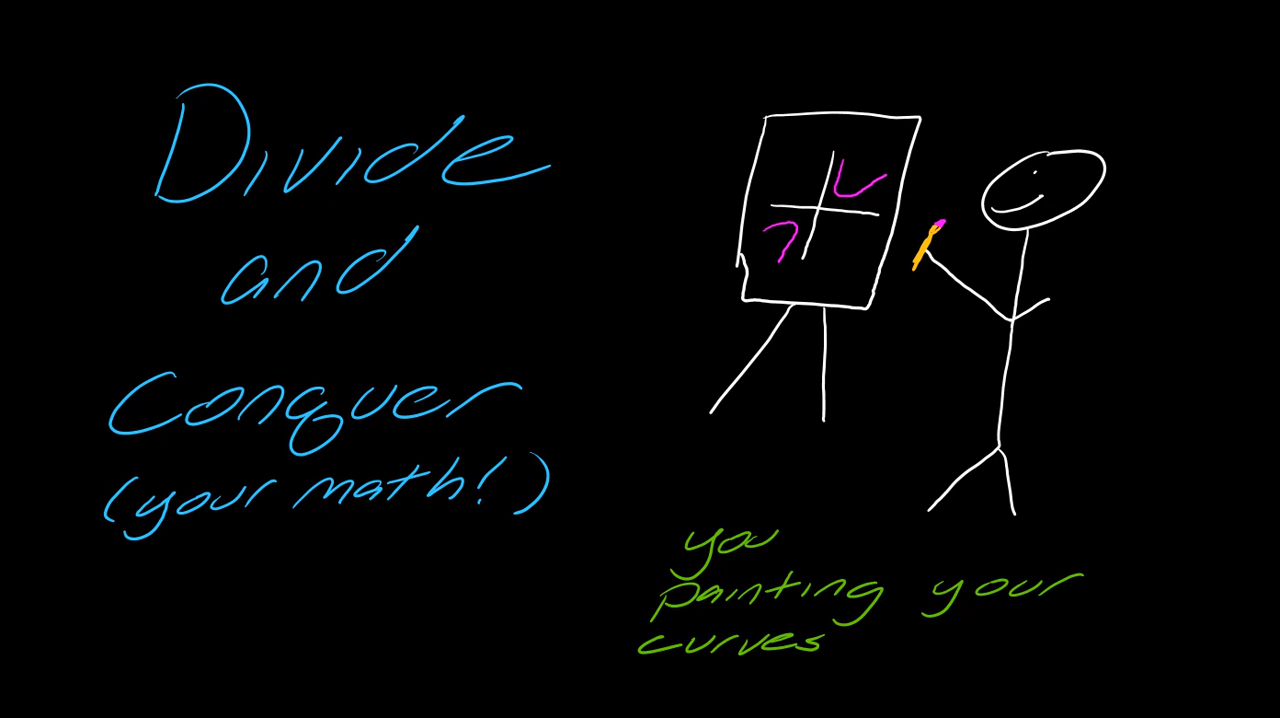 Divide
and
Conquer
(your math!)
you
painting your
curves